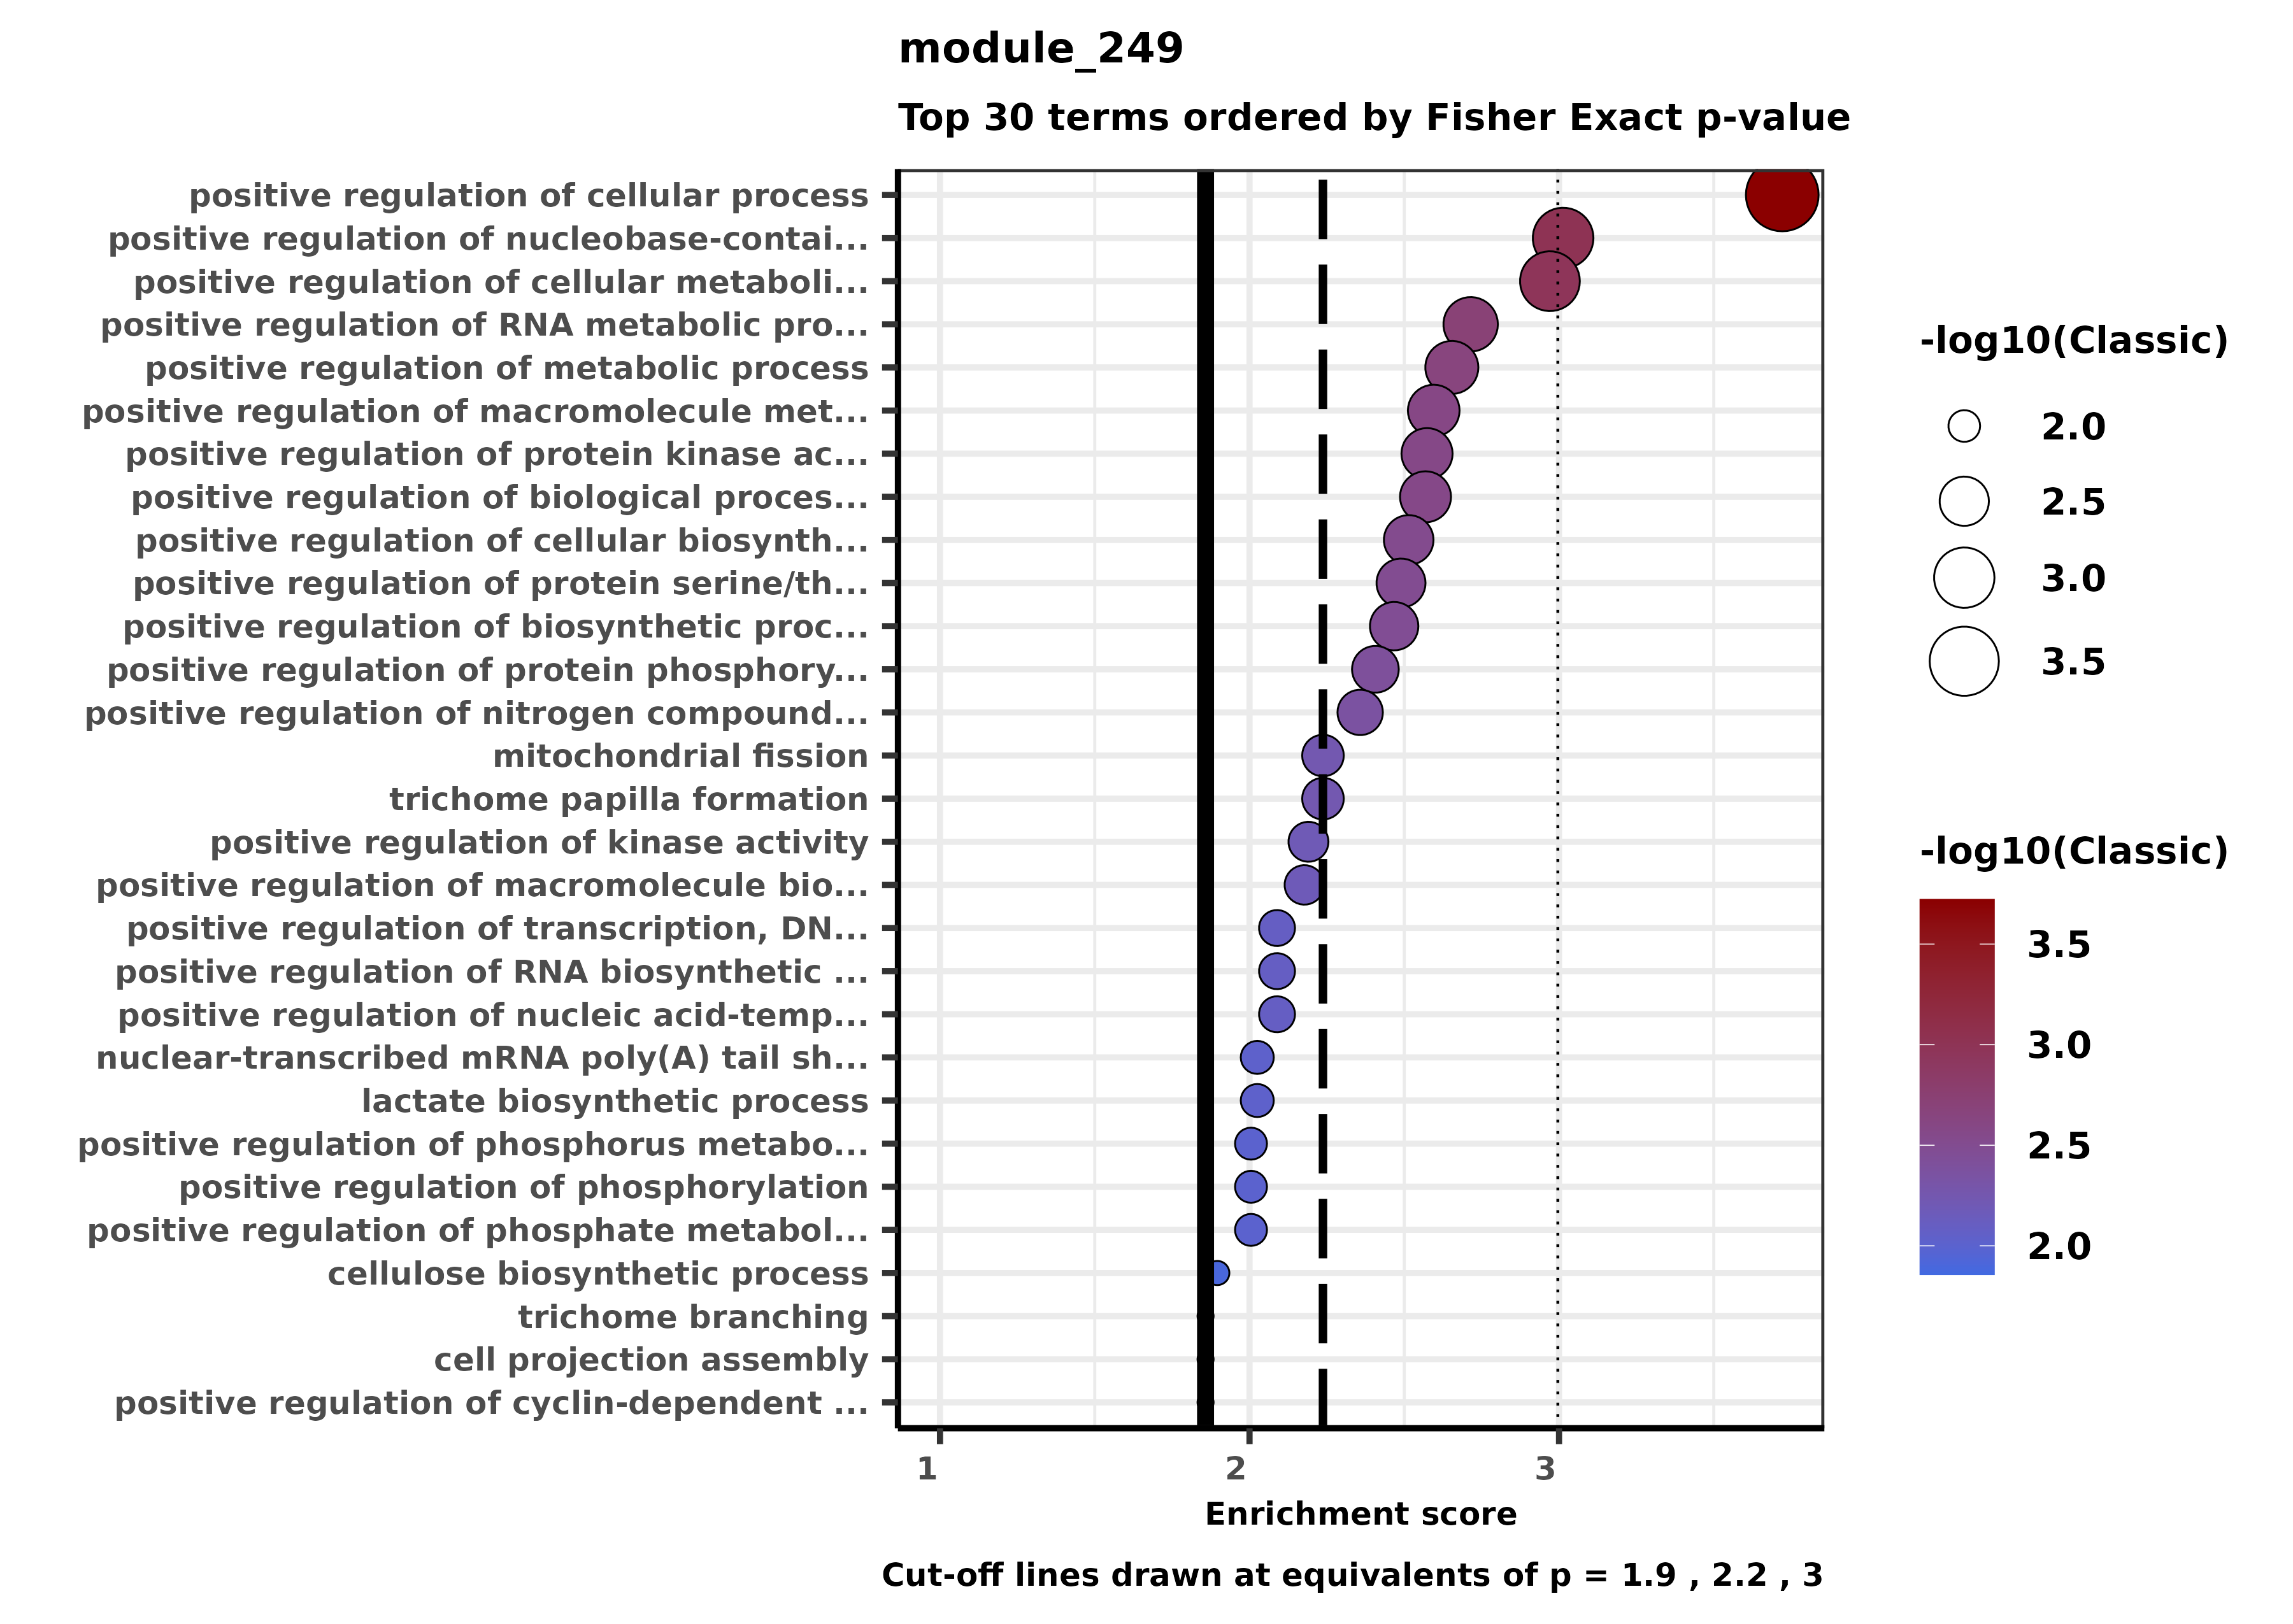 module_249
Top 30 terms ordered by Fisher Exact p-value
positive regulation of cellular process
positive regulation of nucleobase-contai...
positive regulation of cellular metaboli...
positive regulation of RNA metabolic pro...
positive regulation of metabolic process
positive regulation of macromolecule met...
positive regulation of protein kinase ac...
positive regulation of biological proces...
positive regulation of cellular biosynth...
positive regulation of protein serine/th...
positive regulation of biosynthetic proc...
positive regulation of protein phosphory...
positive regulation of nitrogen compound...
mitochondrial fission
trichome papilla formation
positive regulation of kinase activity
positive regulation of macromolecule bio...
positive regulation of transcription, DN...
positive regulation of RNA biosynthetic ...
positive regulation of nucleic acid-temp...
nuclear-transcribed mRNA poly(A) tail sh...
lactate biosynthetic process
positive regulation of phosphorus metabo...
positive regulation of phosphorylation
positive regulation of phosphate metabol...
cellulose biosynthetic process
trichome branching
cell projection assembly
positive regulation of cyclin-dependent ...
1 2 3
Enrichment score
Cut-off lines drawn at equivalents of p = 1.9 , 2.2 , 3
-log10(Classic)
2.0
2.5
3.0
3.5
-log10(Classic)
3.5
3.0
2.5
2.0